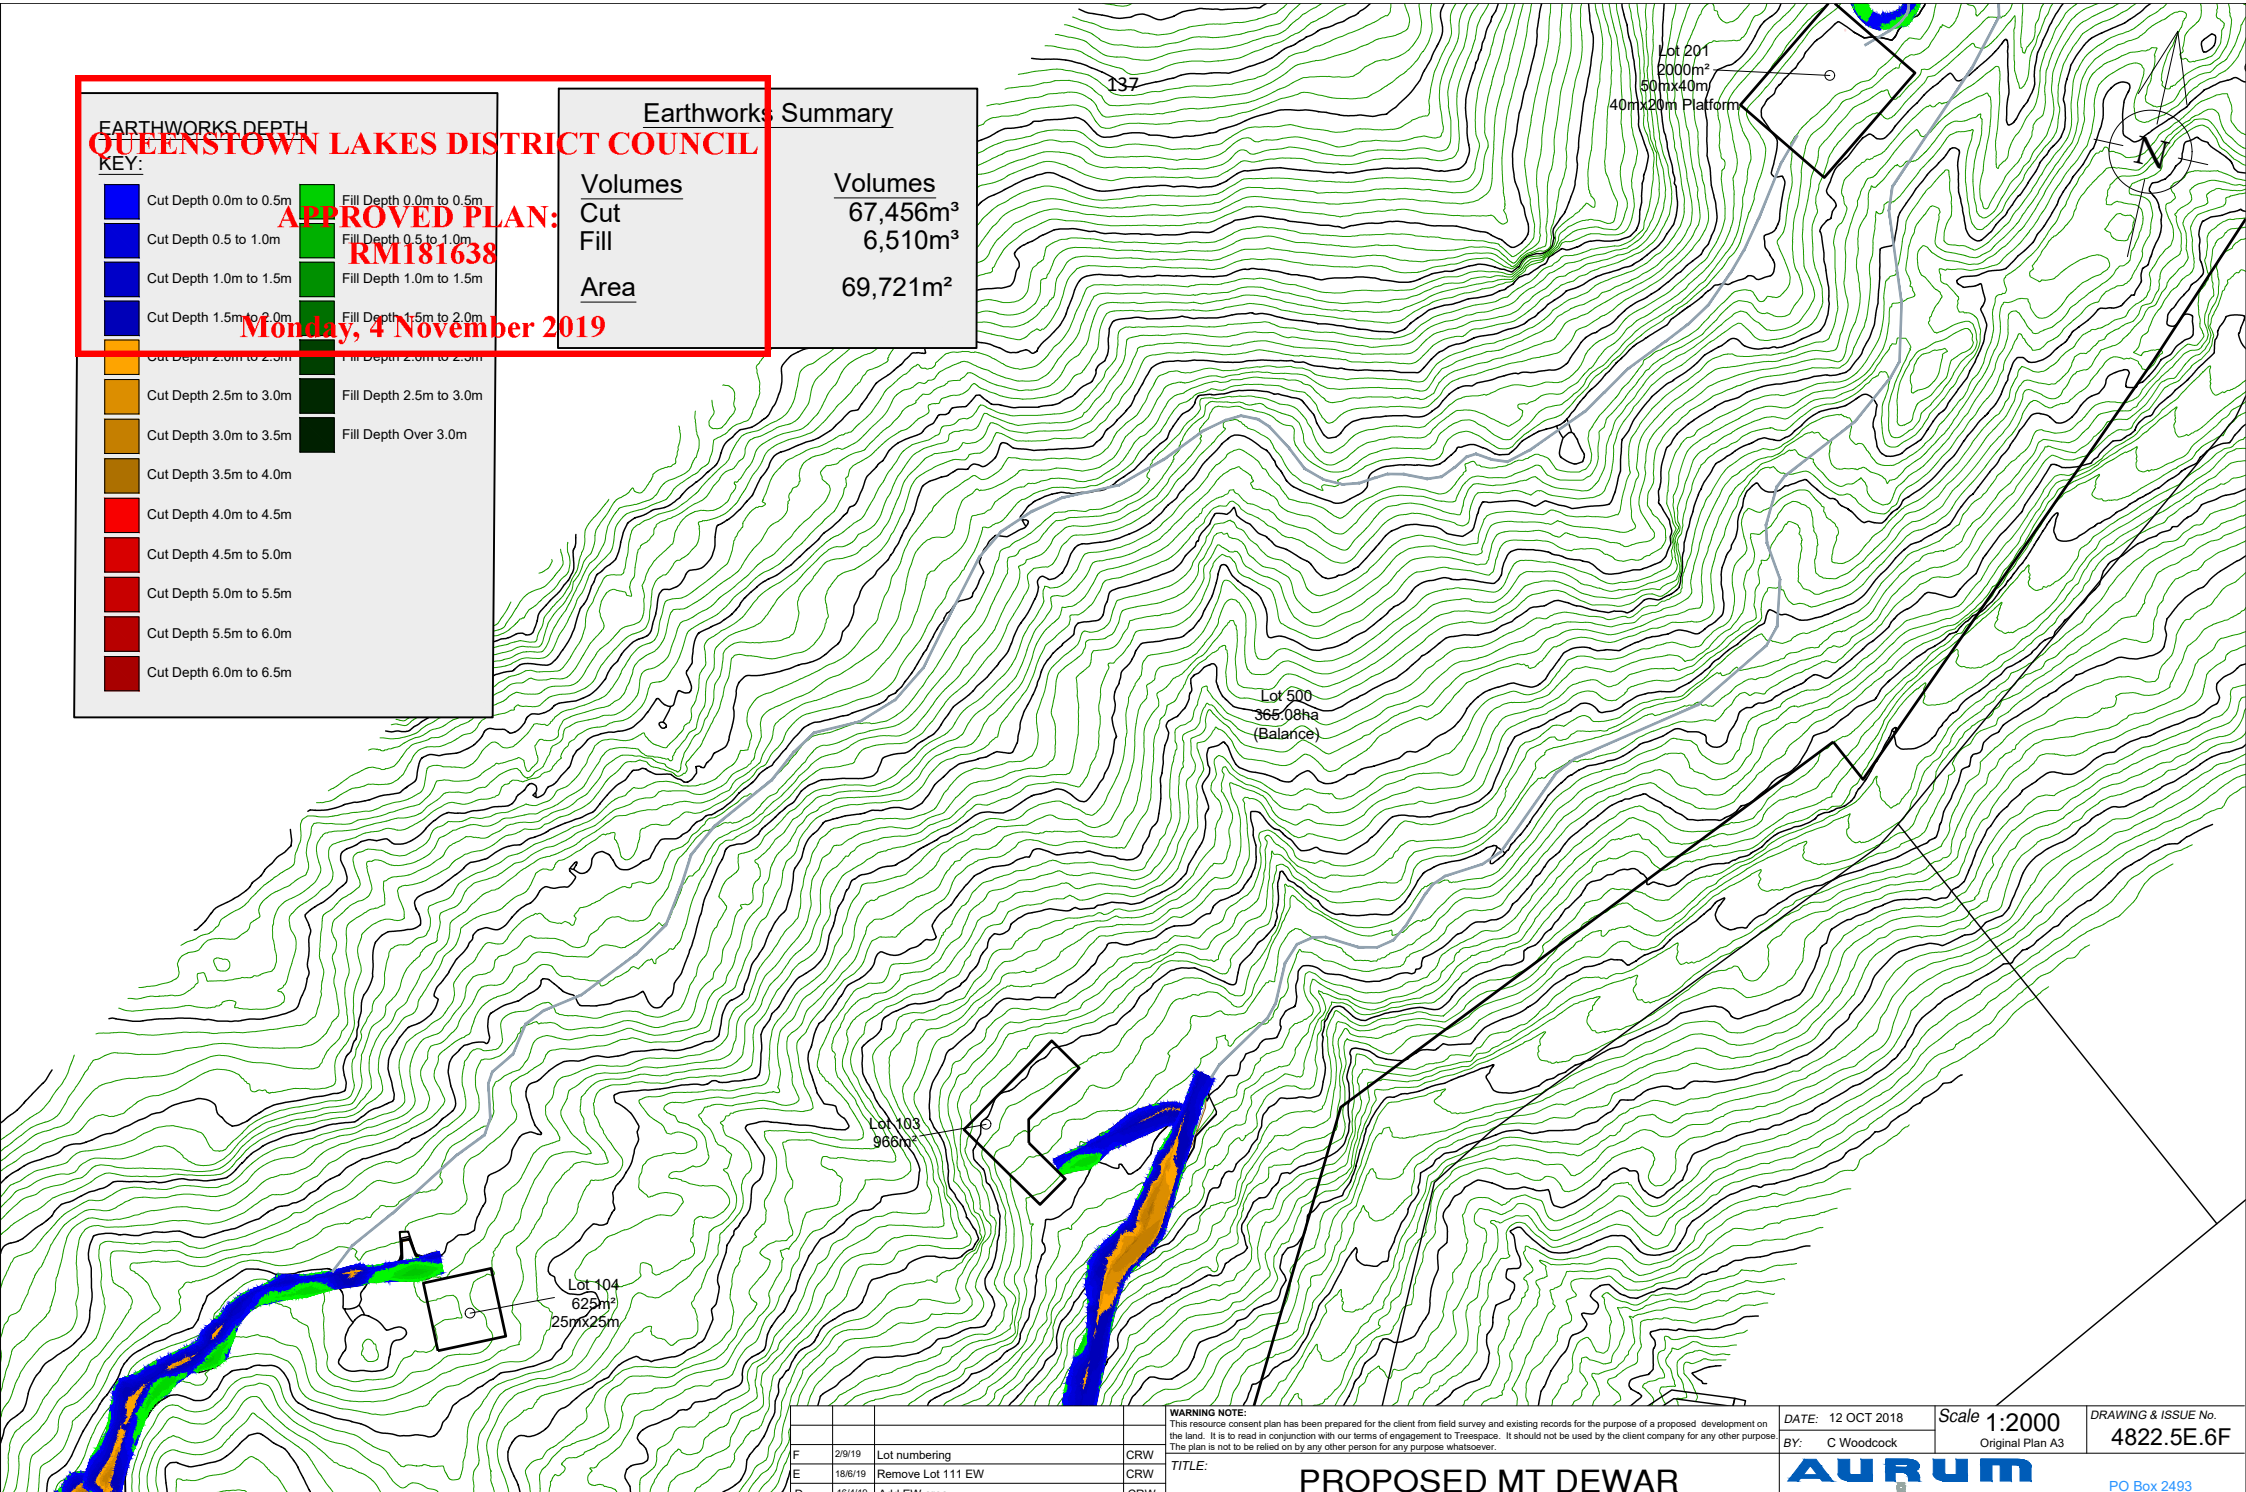 EARTHWORKS DEPTH
KEY:
Cut Depth 0.0m to 0.5m
Cut Depth 0.5 to 1.0m
Cut Depth 1.0m to 1.5m
Cut Depth 1.5m to 2.0m
Cut Depth 2.0m to 2.5m
Cut Depth 2.5m to 3.0m
Cut Depth 3.0m to 3.5m
Cut Depth 3.5m to 4.0m
Cut Depth 4.0m to 4.5m
Cut Depth 4.5m to 5.0m
Cut Depth 5.0m to 5.5m
Cut Depth 5.5m to 6.0m
Cut Depth 6.0m to 6.5m
Fill Depth 0.0m to 0.5m
Fill Depth 0.5 to 1.0m
Fill Depth 1.0m to 1.5m
Fill Depth 1.5m to 2.0m
Fill Depth 2.0m to 2.5m
Fill Depth 2.5m to 3.0m
Fill Depth Over 3.0m
QUEENSTOWN LAKES DISTRICT COUNCIL
APPROVED PLAN:
RM181638
Monday, 4 November 2019
Earthworks Summary
Volumes Volumes
Cut 67,456m³
Fill 6,510m³
Area 69,721m²
137
Lot 201
2000m²
50mx40m
40mx20m Platform
N
Lot 500
365.08ha
(Balance)
Lot 103
966m²
Lot 104
625m²
25mx25m
F 2/9/19 Lot numbering CRW
E 18/6/19 Remove Lot 111 EW CRW
WARNING NOTE:
This resource consent plan has been prepared for the client from field survey and existing records for the purpose of a proposed development on
the land. It is to read in conjunction with our terms of engagement to Treespace. It should not be used by the client company for any other purpose.
The plan is not to be relied on by any other person for any purpose whatsoever.
TITLE:
PROPOSED MT DEWAR
DATE: 12 OCT 2018
BY: C Woodcock
Scale 1:2000
Original Plan A3
DRAWING & ISSUE No.
4822.5E.6F
AURUM
PO Box 2493